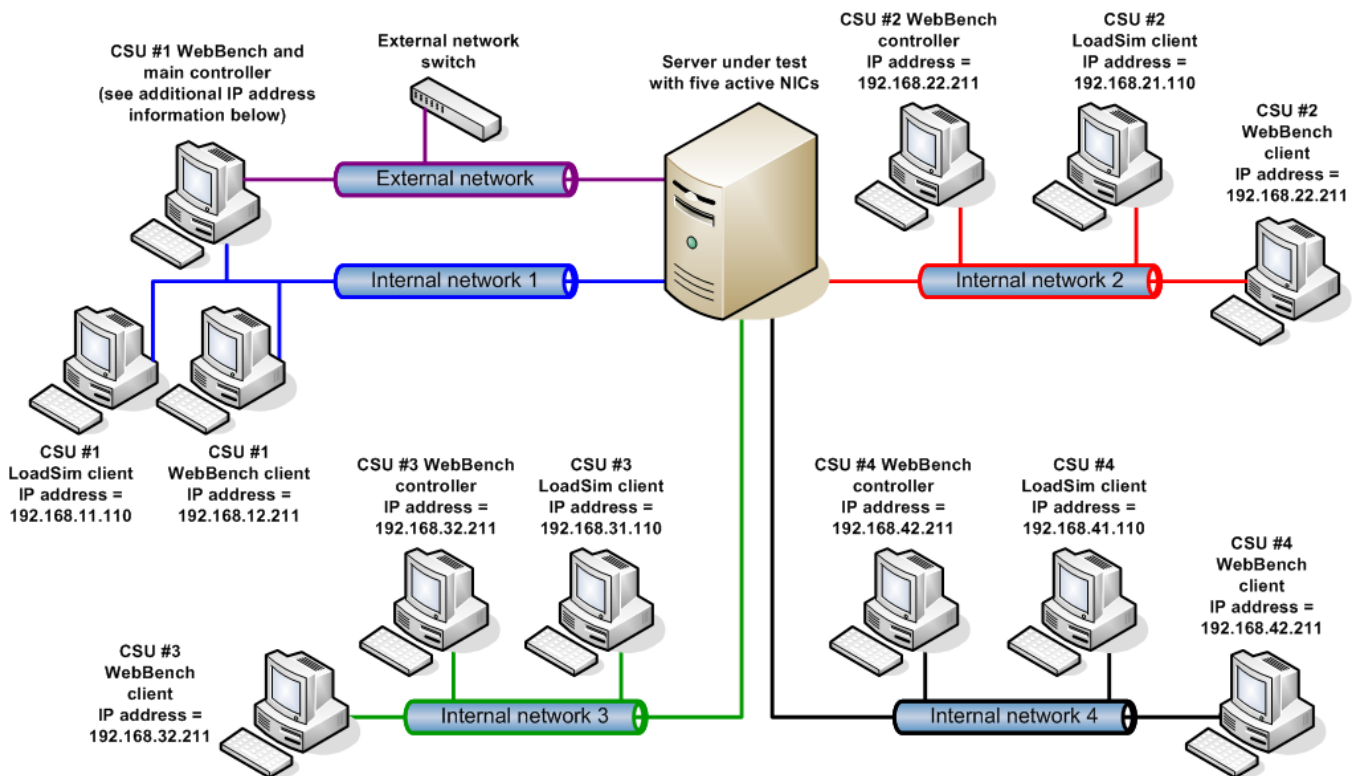 CSU #1 WebBench and
main controller
(see additional IP address
information below)
External network
switch
Server under test
with five active NICs
CSU #2 WebBench
controller
IP address =
192.168.22.211
CSU #2
LoadSim client
IP address =
192.168.21.110
CSU #2
WebBench
client
IP address =
192.168.22.211
External network
Internal network 1
Internal network 2
CSU #1
LoadSim client
IP address =
192.168.11.110
CSU #1
WebBench client
IP address =
192.168.12.211
CSU #3 WebBench
controller
IP address =
192.168.32.211
CSU #3
LoadSim client
IP address =
192.168.31.110
CSU #4 WebBench
controller
IP address =
192.168.42.211
CSU #4
LoadSim client
IP address =
192.168.41.110
CSU #4
WebBench
client
IP address =
192.168.42.211
CSU #3
WebBench
client
IP address =
192.168.32.211
Internal network 3
Internal network 4